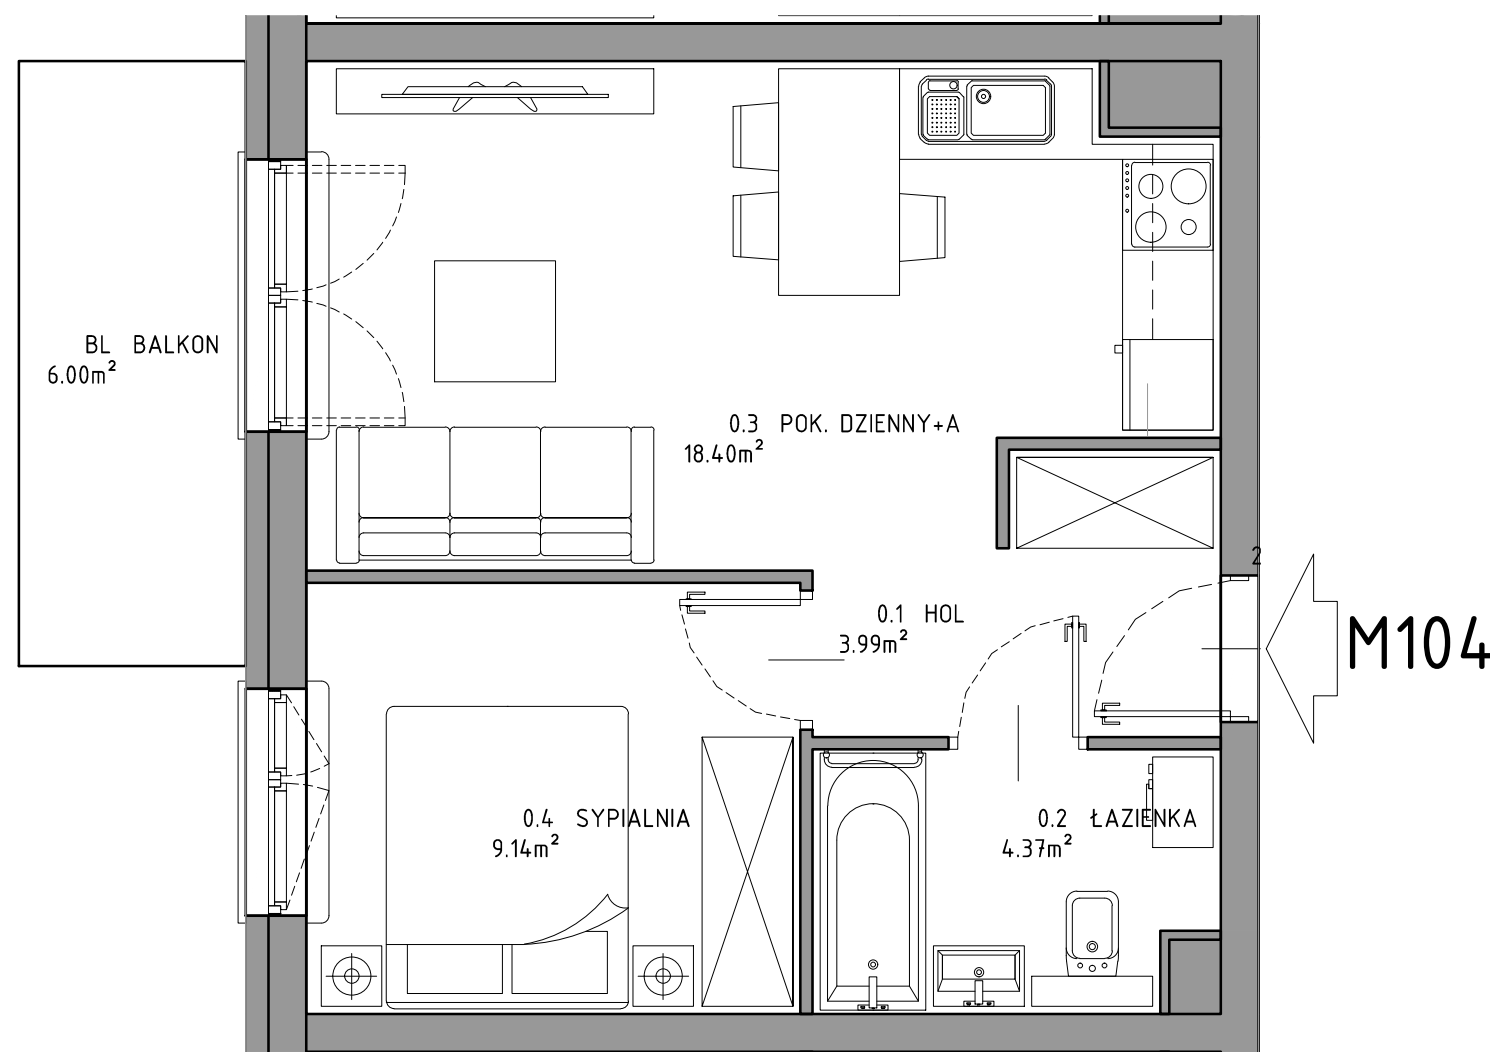 BL BALKON
6.00m²
0.3 POK. DZIENNY+A
18.40m²
2
0.1 HOL
3.99m²
M104
0.4 SYPIALNIA
9.14m²
0.2 ŁAZIENKA
4.37m²